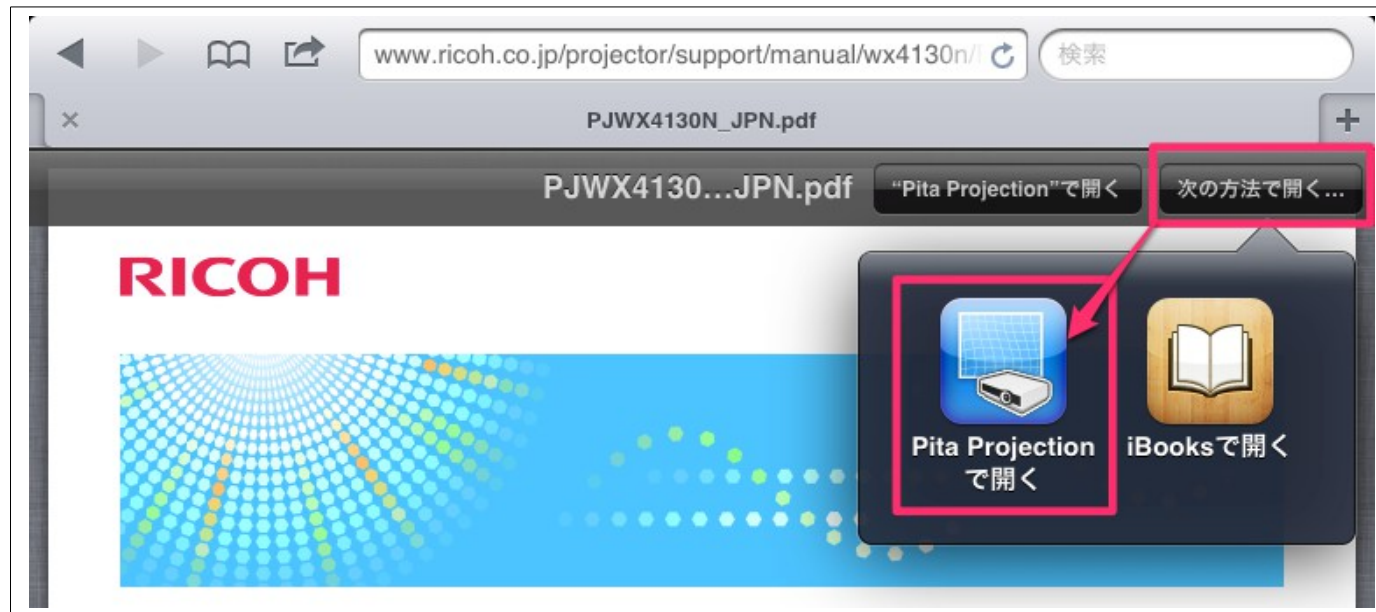 www.ricoh.co.jp/projector/support/manual/wx4130n/
検索
PJWX4130N_JPN.pdf
PJWX4130...JPN.pdf
“Pita Projection”で開く
次の方法で開く...
RICOH
Pita Projection
で開く
iBooksで開く